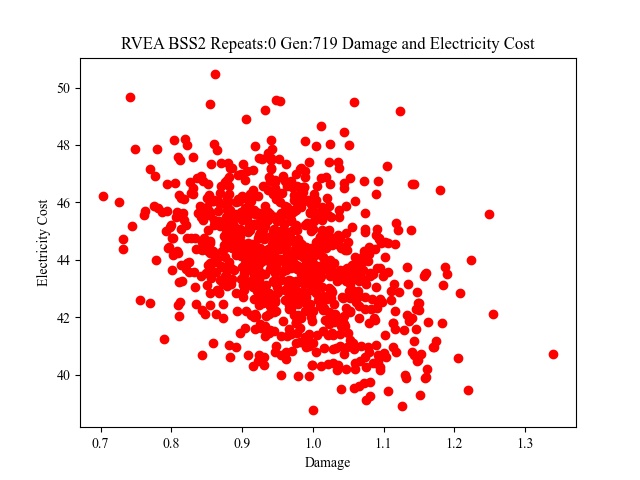 RVEA BSS2 Repeats:0 Gen:719 Damage and Electricity Cost
50
48
46
44
42
40
Electricity Cost
0.7 0.8 0.9 1.0 1.1 1.2 1.3
Damage